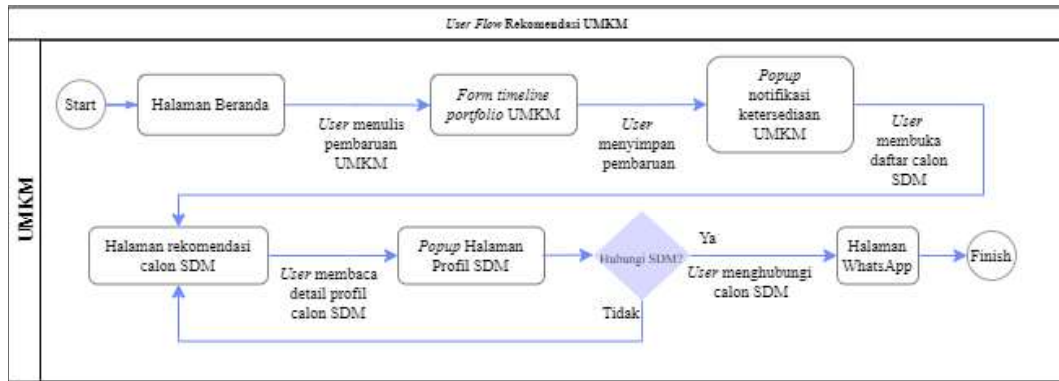 User Flow Rekomendasi UMKM
UMKM
Start
Halaman Beranda
User menulis
pembaruan
UMKM
Form timeline
portfolio UMKM
User
menyimpan
pembaruan
Popup
notifikasi
ketersediaan
UMKM
User
membuka
daftar calon
SDM
Halaman rekomendasi
calon SDM
User membaca
detail profil
calon SDM
Popup Halaman
Profil SDM
Hubungi SDM?
Ya
User menghubungi
calon SDM
Tidak
Halaman
WhatsApp
Finish